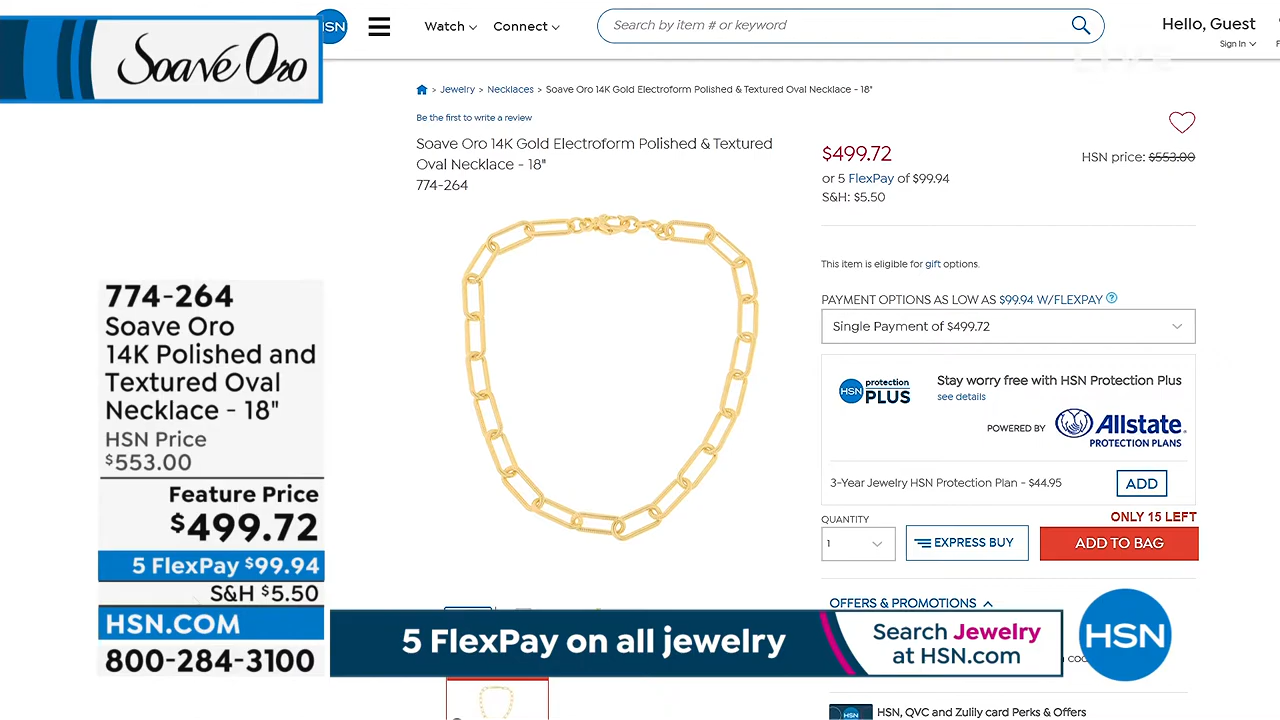 Soave Oro
HSN
Watch
Connect
Search by item # or keyword
Hello, Guest
Sign In
LIVE
> Jewelry > Necklaces > Soave Oro 14K Gold Electroform Polished & Textured Oval Necklace - 18"
Be the first to write a review
Soave Oro 14K Gold Electroform Polished & Textured
Oval Necklace - 18"
774-264
$499.72
HSN price: $553.00
or 5 FlexPay of $99.94
S&H: $5.50
This item is eligible for gift options.
PAYMENT OPTIONS AS LOW AS $99.94 W/FLEXPAY ?
Single Payment of $499.72
HSN protection PLUS
Stay worry free with HSN Protection Plus
see details
POWERED BY Allstate.
PROTECTION PLANS
3-Year Jewelry HSN Protection Plan - $44.95
ADD
ONLY 15 LEFT
QUANTITY
1
EXPRESS BUY
ADD TO BAG
OFFERS & PROMOTIONS
HSN, QVC and Zulily card Perks & Offers
774-264
Soave Oro
14K Polished and
Textured Oval
Necklace - 18"
HSN Price
$553.00
Feature Price
$499.72
5 FlexPay $99.94
S&H $5.50
HSN.COM
800-284-3100
5 FlexPay on all jewelry
Search Jewelry
at HSN.com
HSN